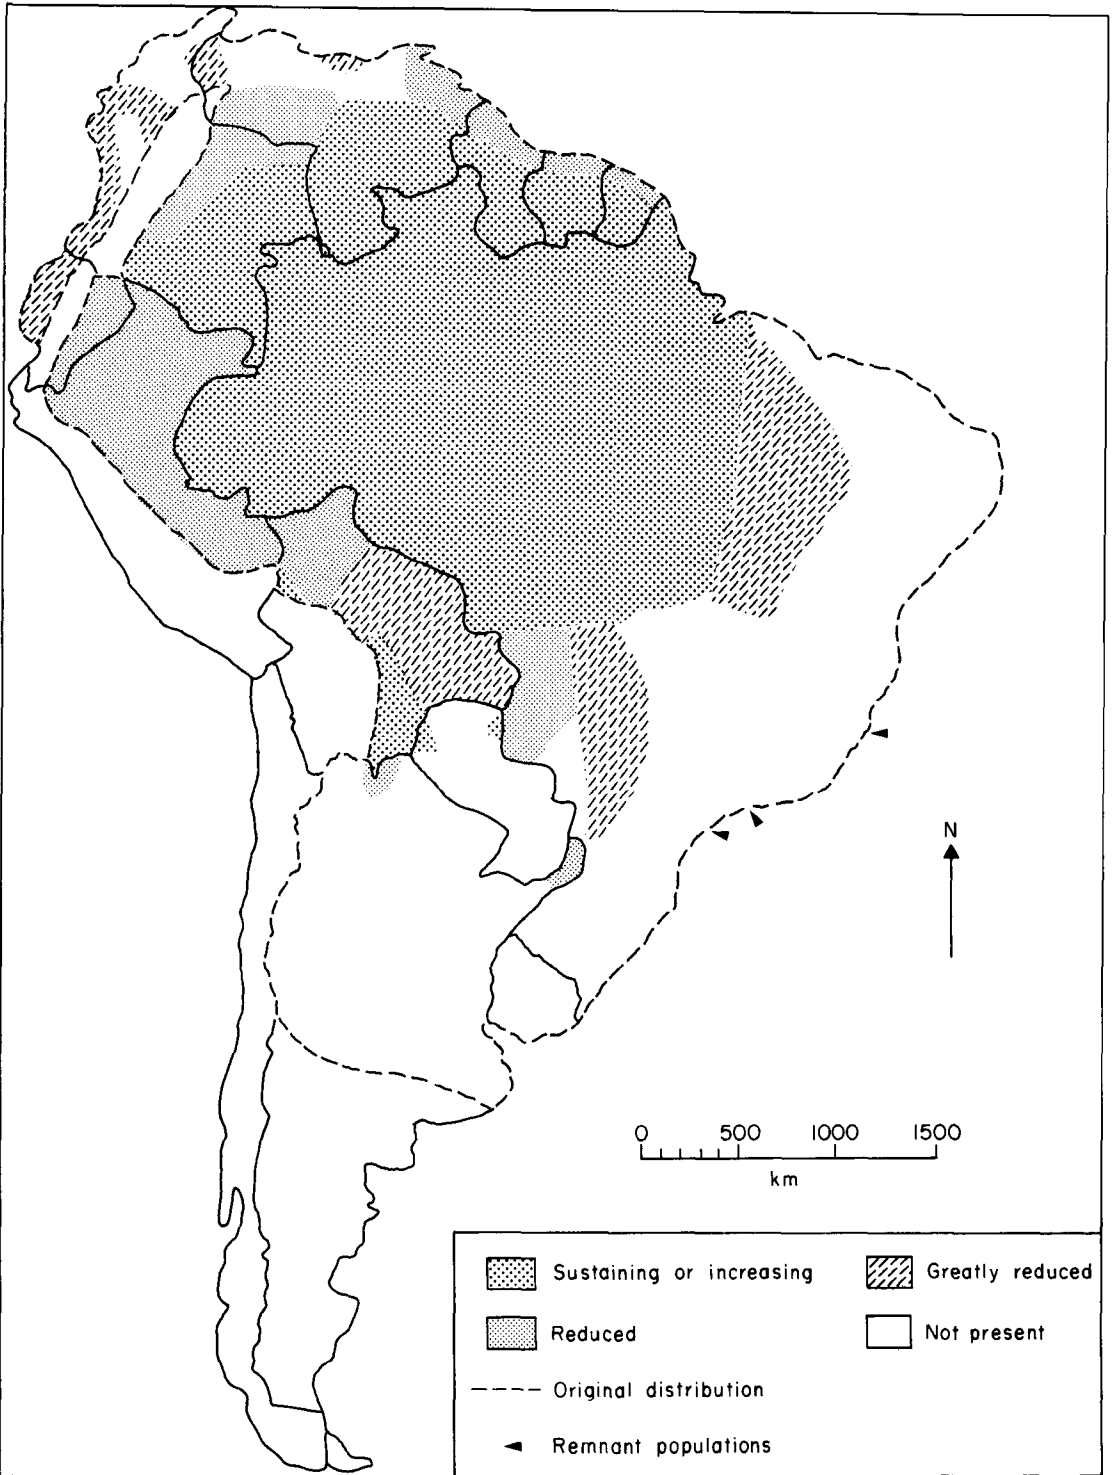 N
0 500 1000 1500
km
Sustaining or increasing
Greatly reduced
Reduced
Not present
Original distribution
Remnant populations